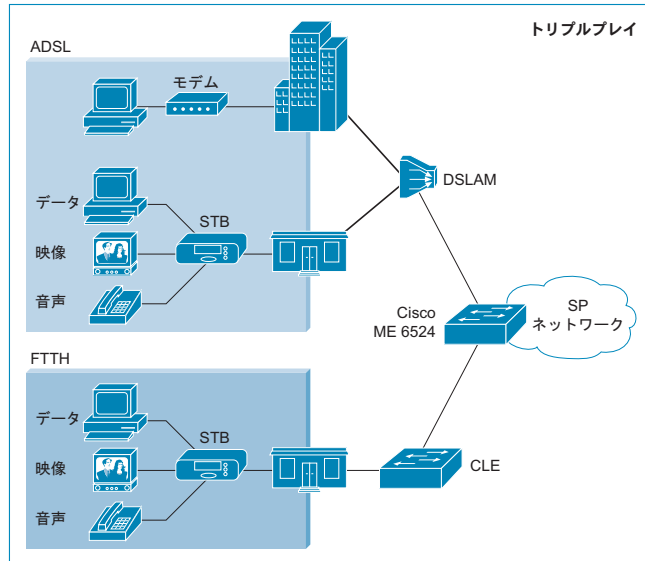 トリプルプレイ
ADSL
モデム
DSLAM
データ
STB
映像
音声
Cisco
ME 6524
SP
ネットワーク
FTTH
データ
STB
映像
CLE
音声